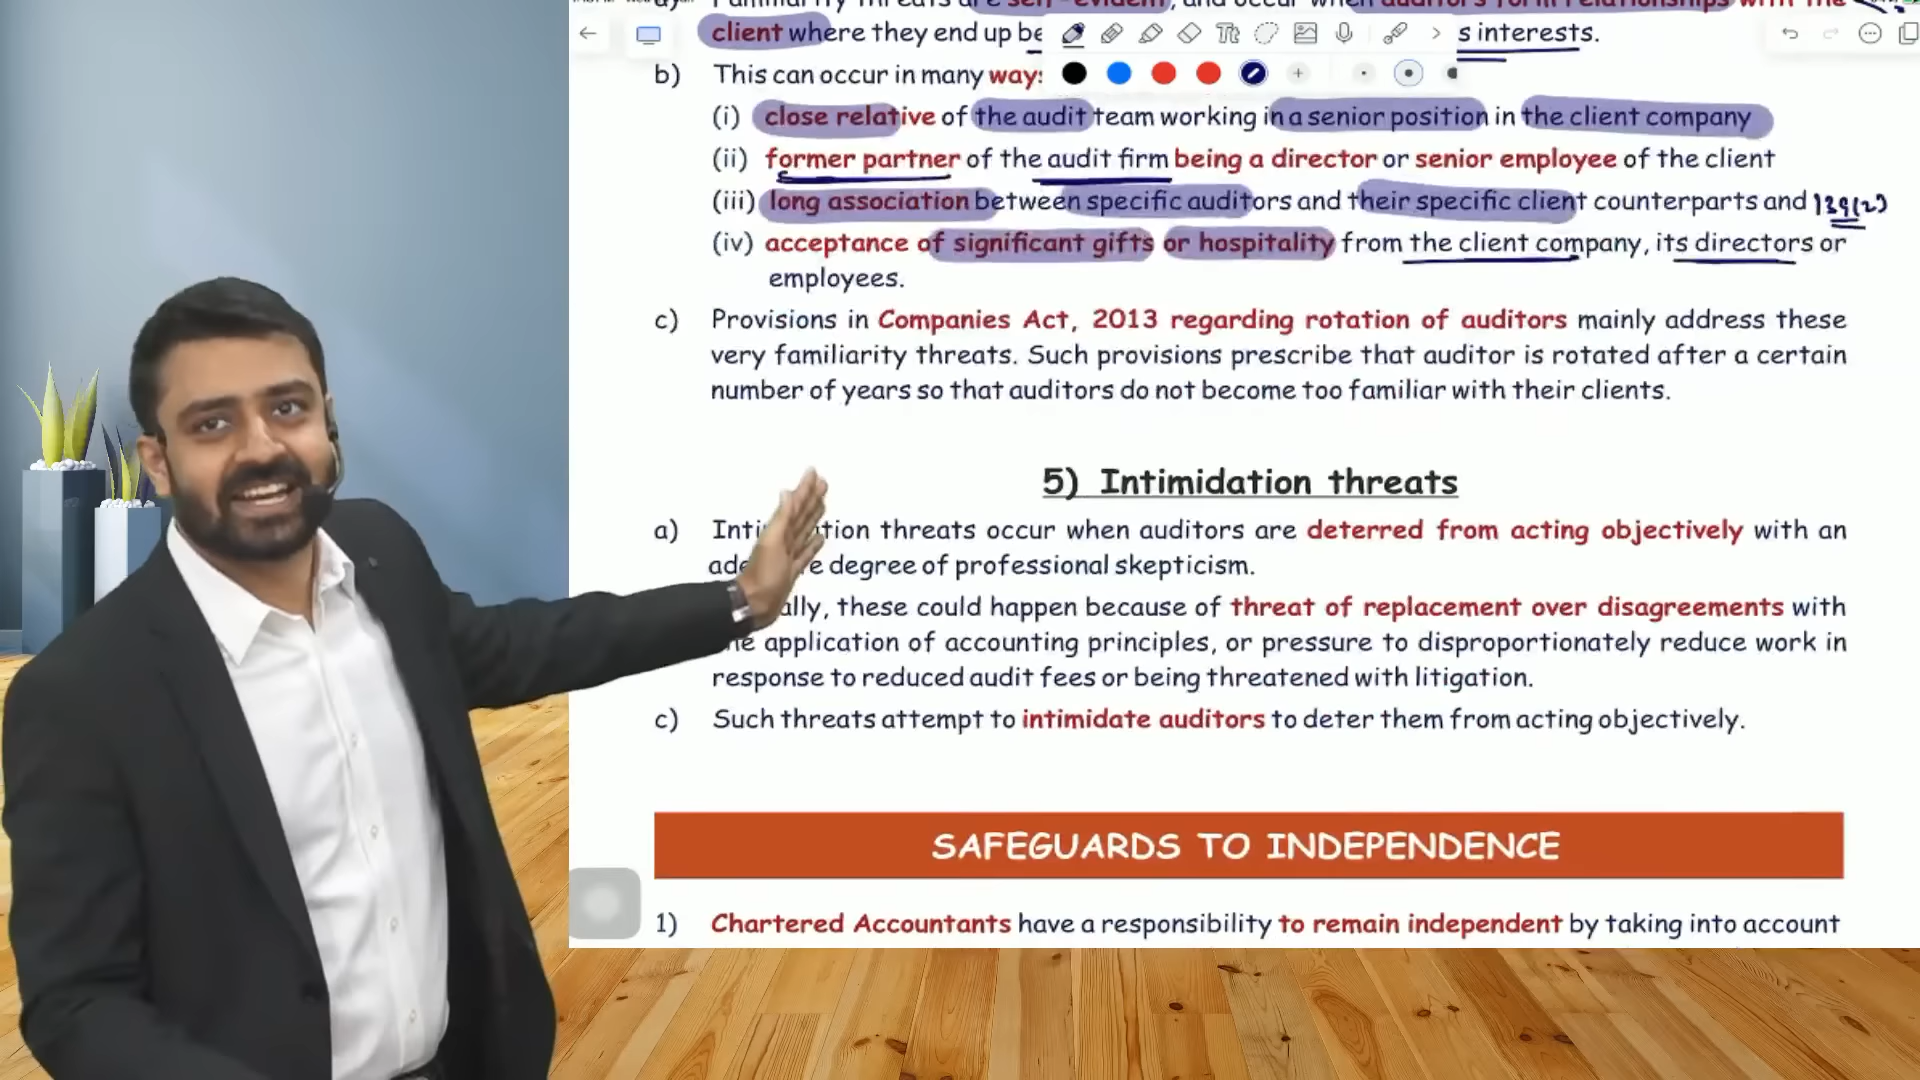 client where they end up be s interests.
b) This can occur in many ways
(i) close relative of the audit team working in a senior position in the client company
(ii) former partner of the audit firm being a director or senior employee of the client
(iii) long association between specific auditors and their specific client counterparts and 139(2)
(iv) acceptance of significant gifts or hospitality from the client company, its directors or
employees.
c) Provisions in Companies Act, 2013 regarding rotation of auditors mainly address these
very familiarity threats. Such provisions prescribe that auditor is rotated after a certain
number of years so that auditors do not become too familiar with their clients.
5) Intimidation threats
a) Inti tion threats occur when auditors are deterred from acting objectively with an
ade e degree of professional skepticism.
ally, these could happen because of threat of replacement over disagreements with
he application of accounting principles, or pressure to disproportionately reduce work in
response to reduced audit fees or being threatened with litigation.
c) Such threats attempt to intimidate auditors to deter them from acting objectively.
SAFEGUARDS TO INDEPENDENCE
1) Chartered Accountants have a responsibility to remain independent by taking into account